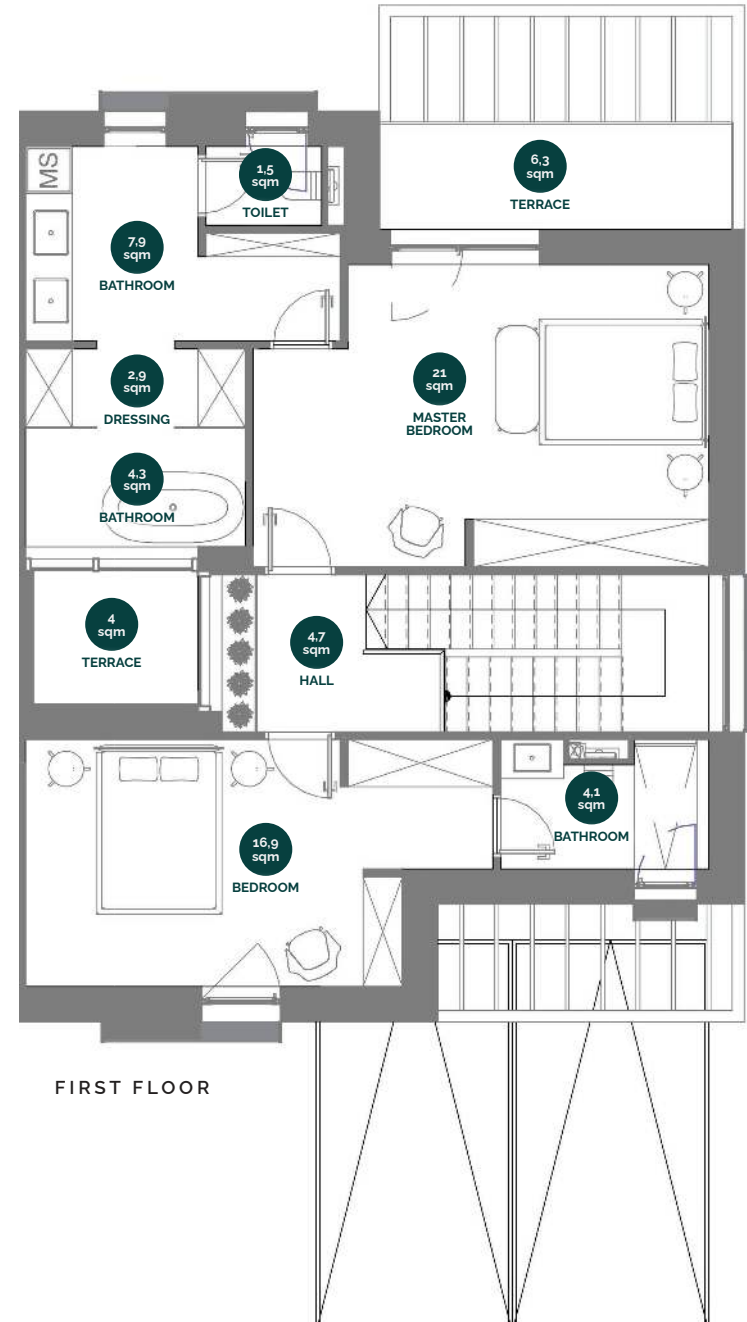 6,3
sqm
TERRACE
1,5
sqm
TOILET
MS
7,9
sqm
BATHROOM
2,9
sqm
DRESSING
21
sqm
MASTER
BEDROOM
4,3
sqm
BATHROOM
4
sqm
TERRACE
4,7
sqm
HALL
4,1
sqm
BATHROOM
16,9
sqm
BEDROOM
FIRST FLOOR